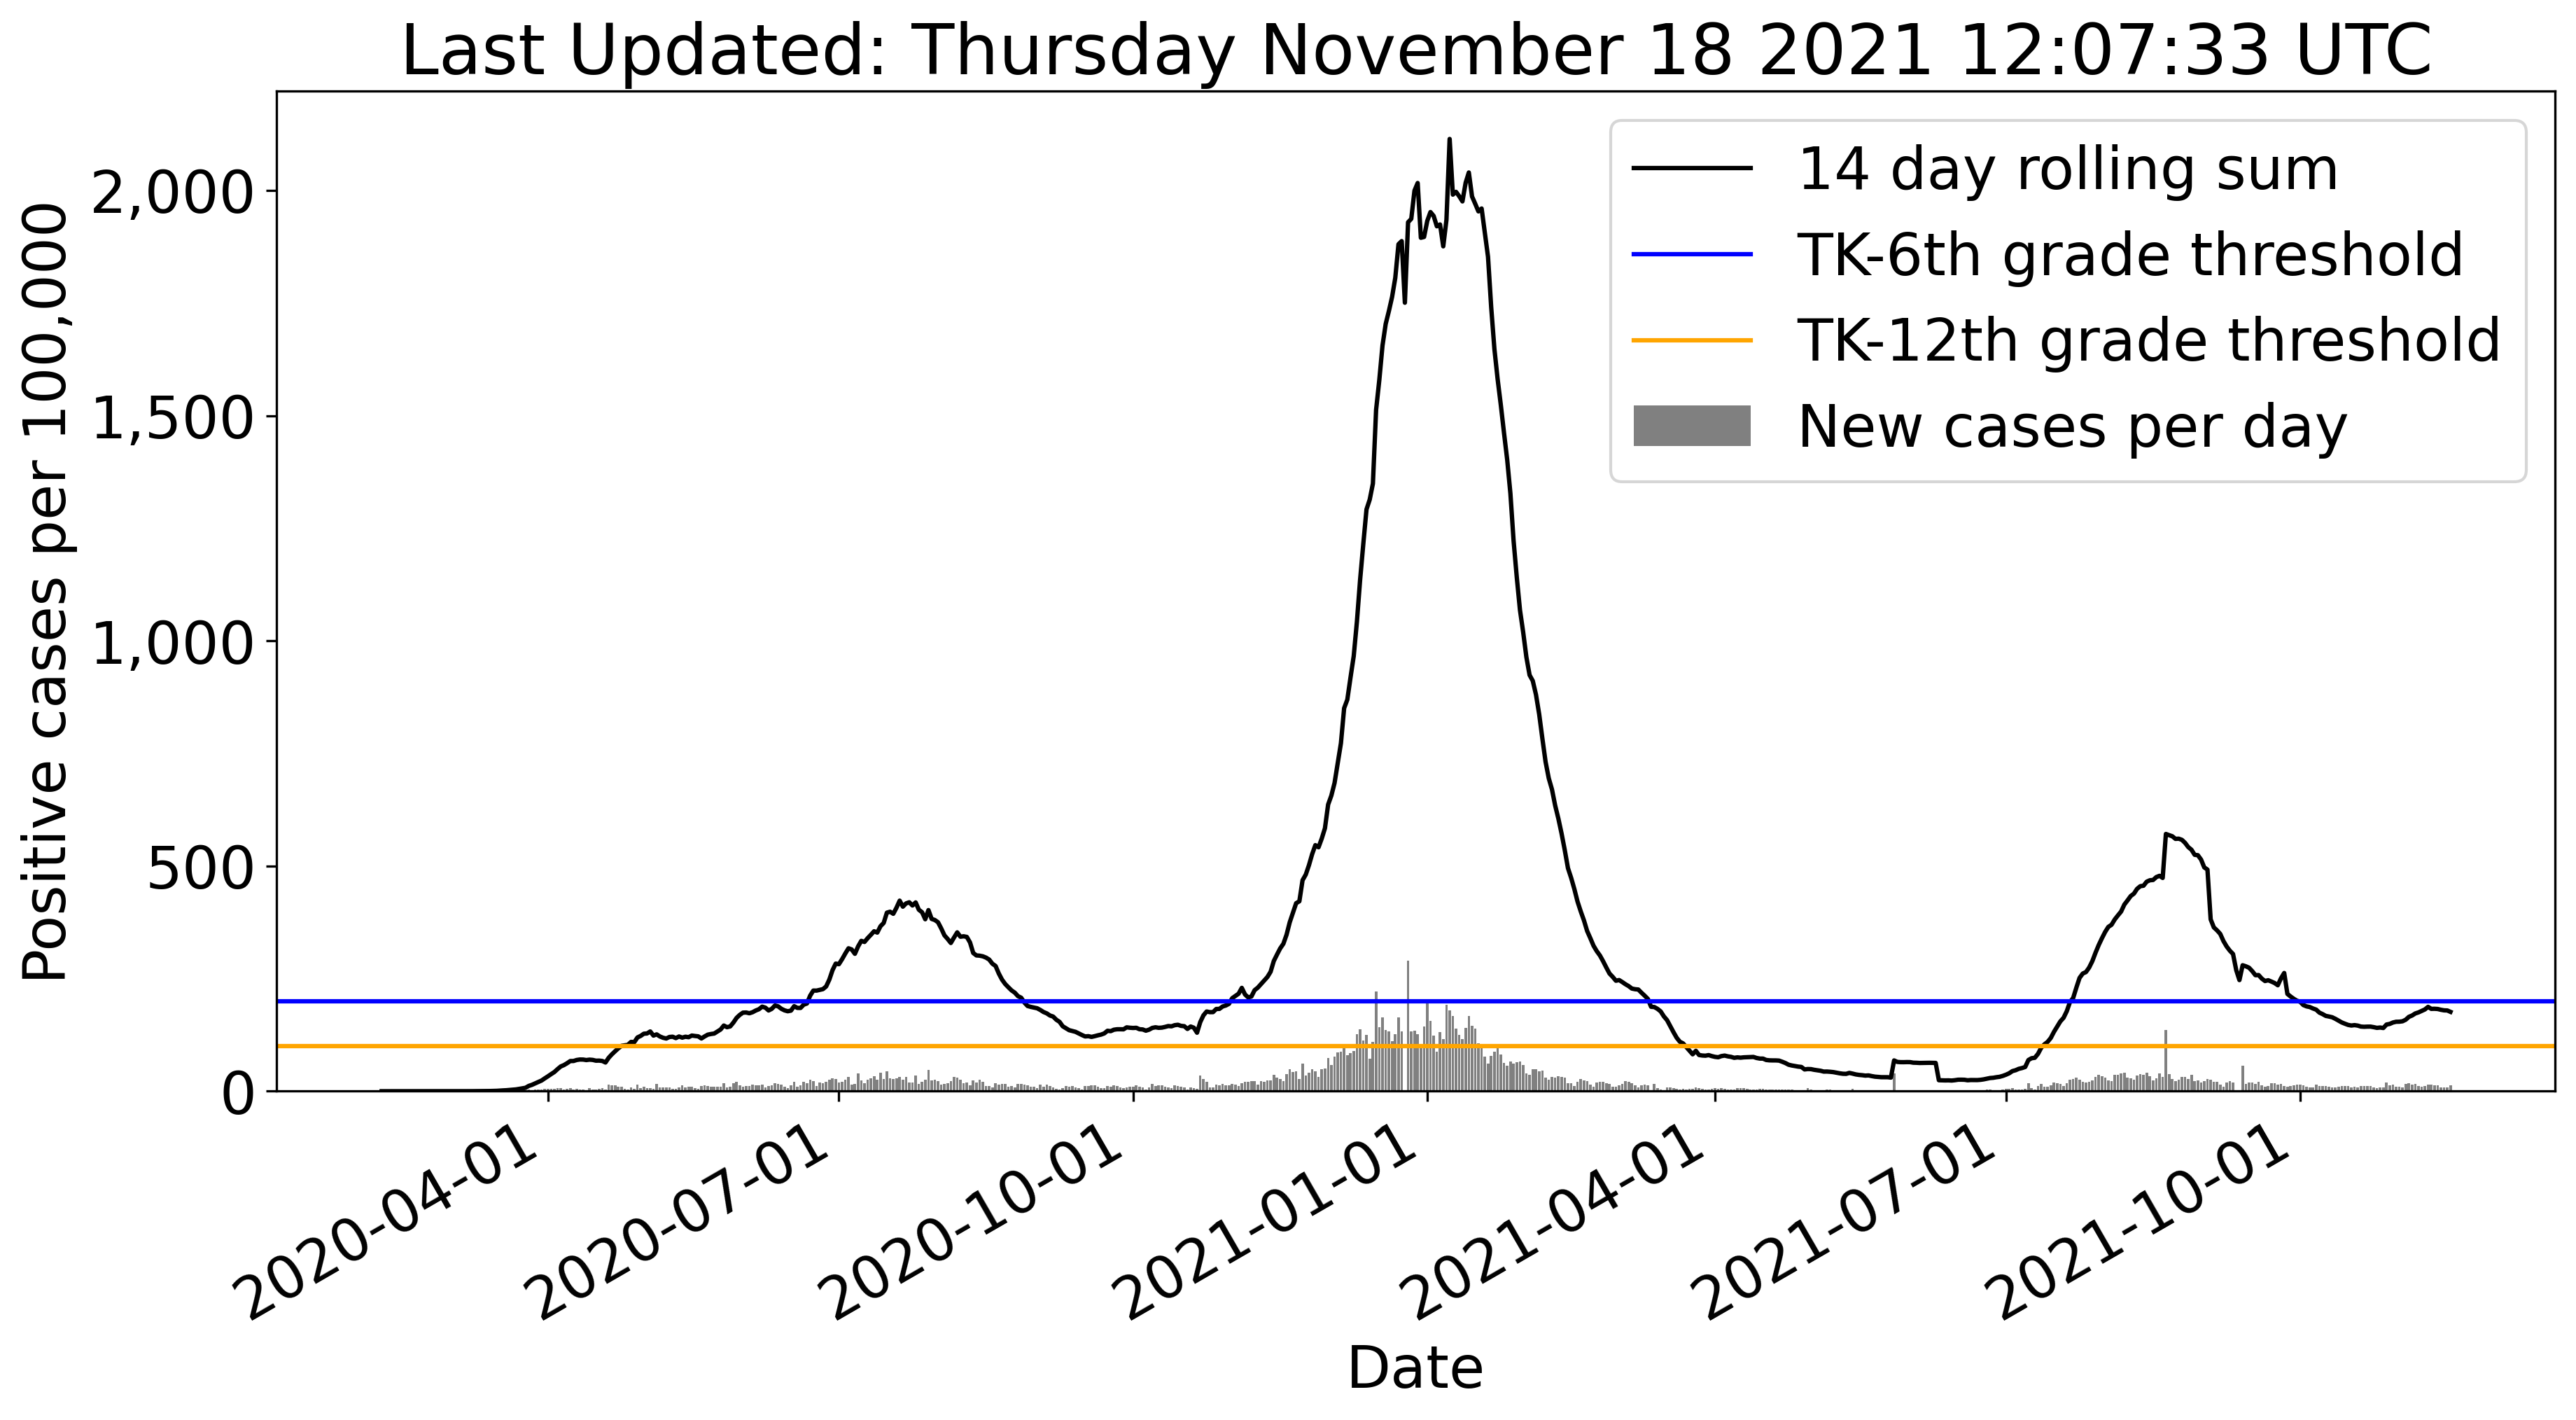 Last Updated: Thursday November 18 2021 12:07:33 UTC
Positive cases per 100,000
2,000
1,500
1,000
500
0
14 day rolling sum
TK-6th grade threshold
TK-12th grade threshold
New cases per day
2020-04-01
2020-07-01
2020-10-01
2021-01-01
2021-04-01
2021-07-01
2021-10-01
Date